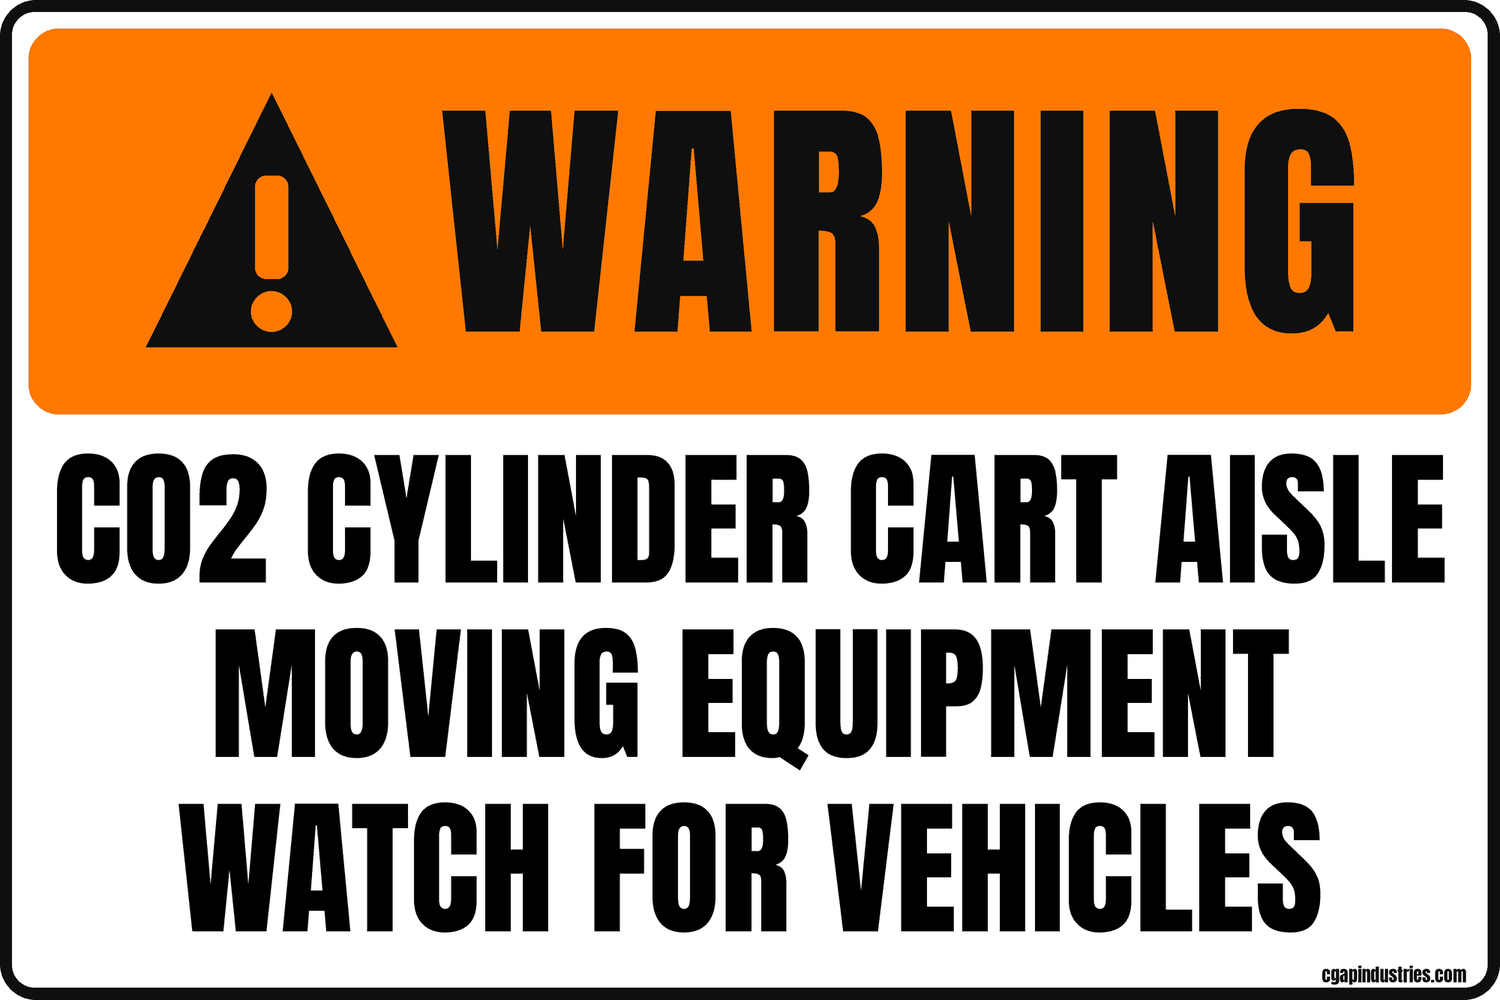 WARNING
CO2 CYLINDER CART AISLE
MOVING EQUIPMENT
WATCH FOR VEHICLES
cgapindustries.com